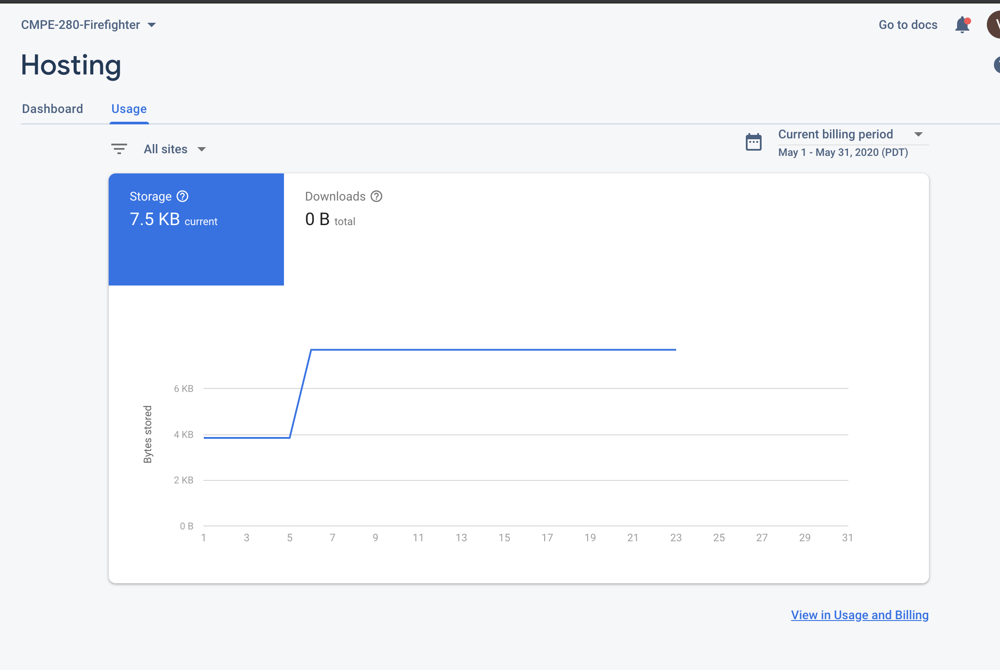 CMPE-280-Firefighter
Go to docs
Hosting
Dashboard Usage
All sites
Current billing period
May 1 - May 31, 2020 (PDT)
Storage ?
7.5 KB current
Downloads ?
0 B total
Bytes stored
6 KB
4 KB
2 KB
0 B
1 3 5 7 9 11 13 15 17 19 21 23 25 27 29 31
View in Usage and Billing